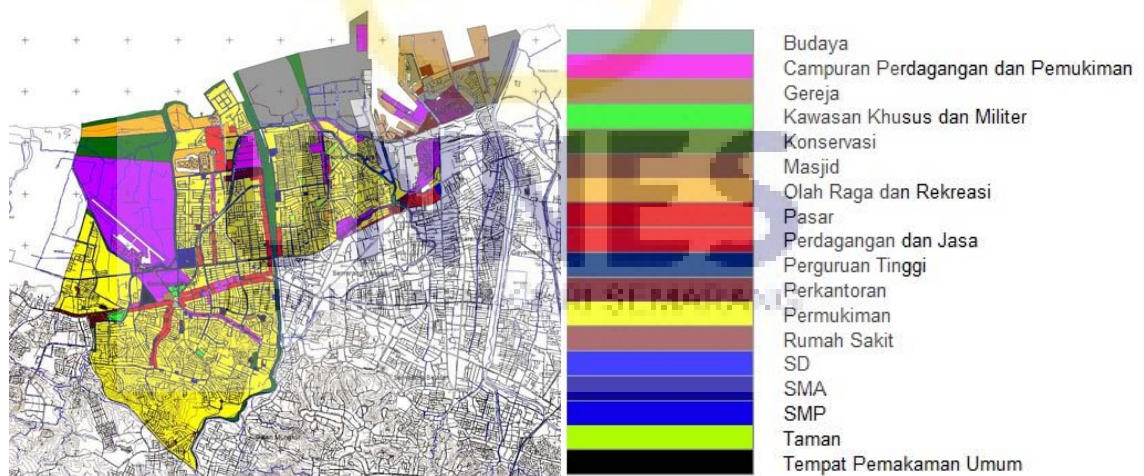 Budaya
Campuran Perdagangan dan Pemukiman
Gereja
Kawasan Khusus dan Militer
Konservasi
Masjid
Olah Raga dan Rekreasi
Pasar
Perdagangan dan Jasa
Perguruan Tinggi
Perkantoran
Permukiman
Rumah Sakit
SD
SMA
SMP
Taman
Tempat Pemakaman Umum